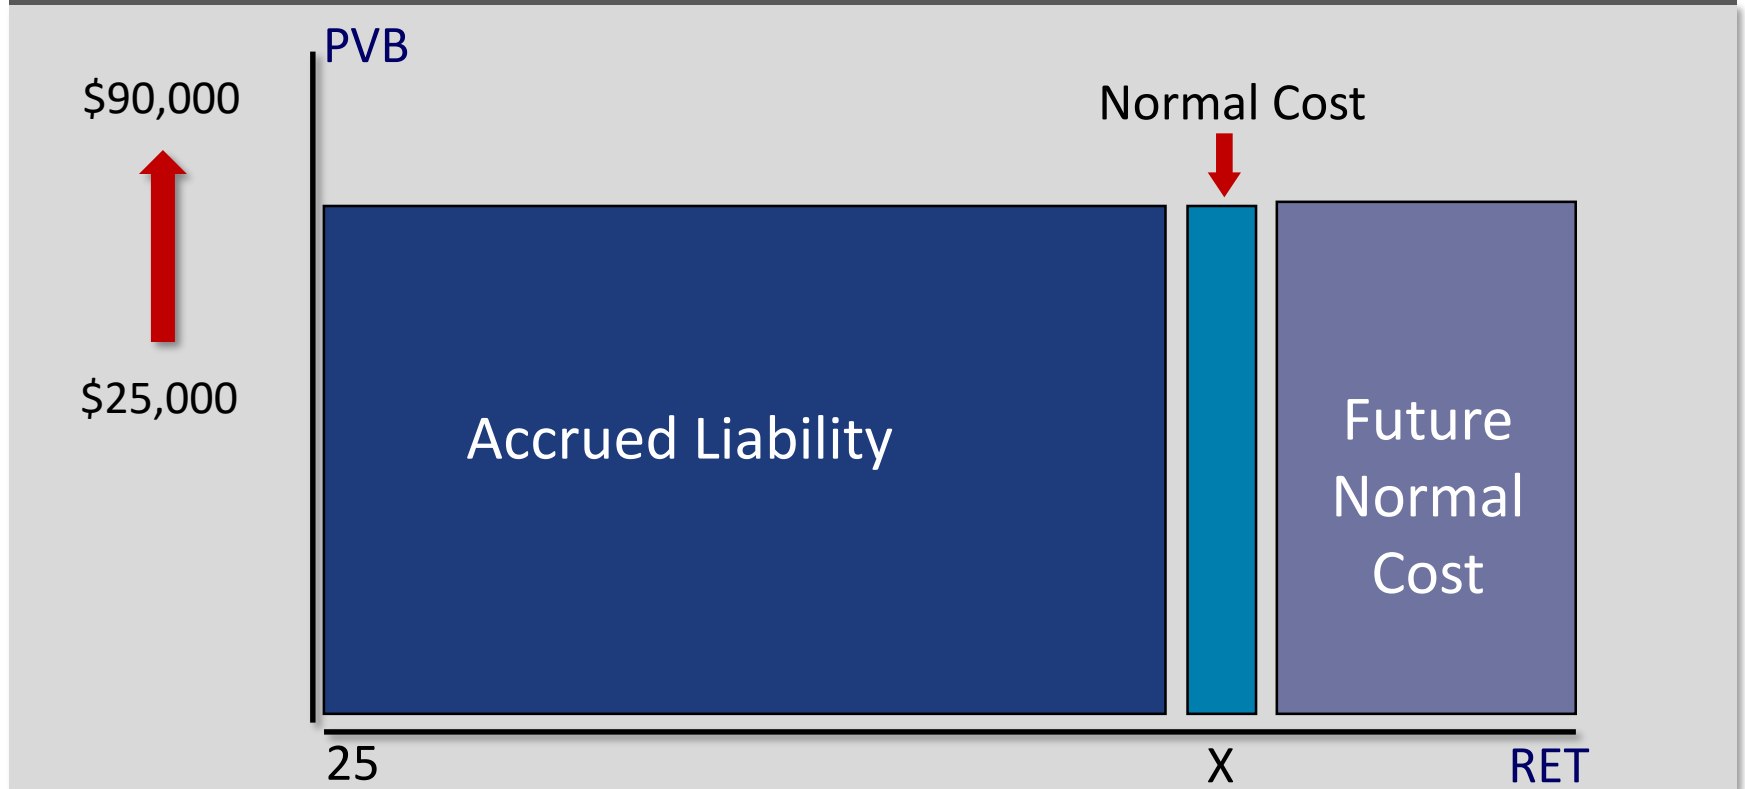 PVB
$90,000
Normal Cost
$25,000
Accrued Liability
Future
Normal
Cost
25
X
RET